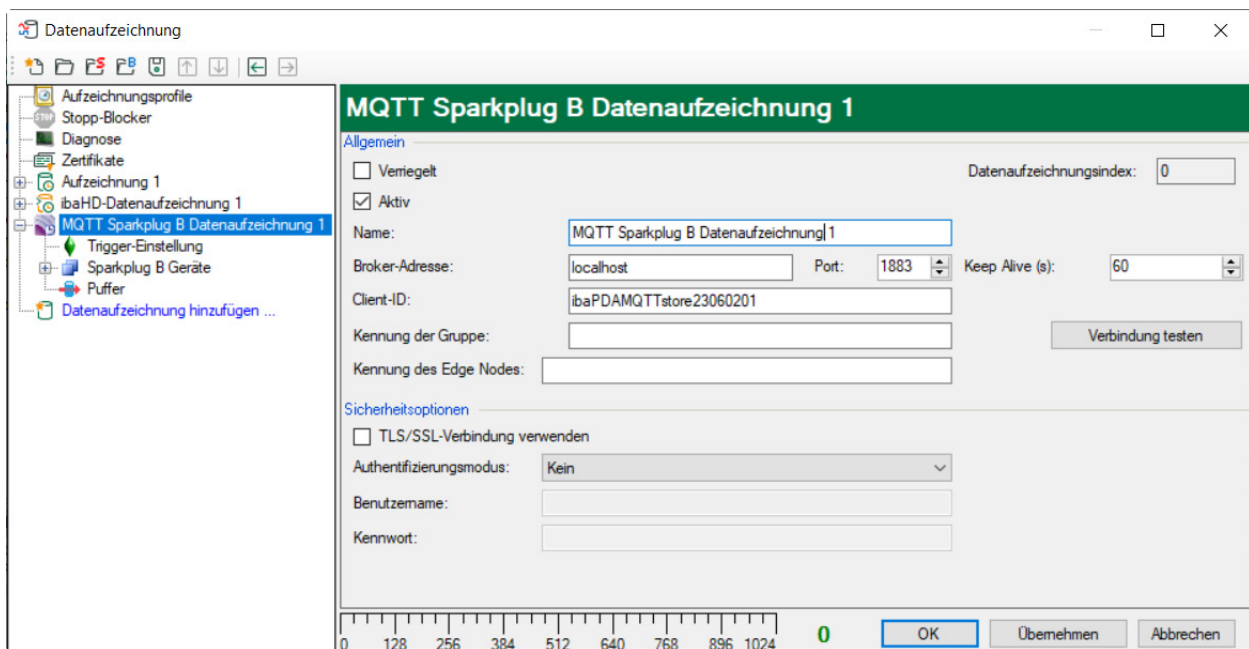 Datenaufzeichnung
Aufzeichnungsprofile
STOP Stopp-Blocker
Diagnose
Zertifikate
Aufzeichnung 1
ibaHD-Datenaufzeichnung 1
MQTT Sparkplug B Datenaufzeichnung 1
Trigger-Einstellung
Sparkplug B Geräte
Puffer
Datenaufzeichnung hinzufügen ...
MQTT Sparkplug B Datenaufzeichnung 1
Allgemein
Verriegelt Datenaufzeichnungsindex: 0
Aktiv
Name: MQTT Sparkplug B Datenaufzeichnung 1
Broker-Adresse: localhost Port: 1883 Keep Alive (s): 60
Client-ID: ibaPDAMQTTstore23060201
Kennung der Gruppe: Verbindung testen
Kennung des Edge Nodes:
Sicherheitsoptionen
TLS/SSL-Verbindung verwenden
Authentifizierungsmodus: Kein
Benutzername:
Kennwort:
0 128 256 384 512 640 768 896 1024 0 OK Übernehmen Abbrechen